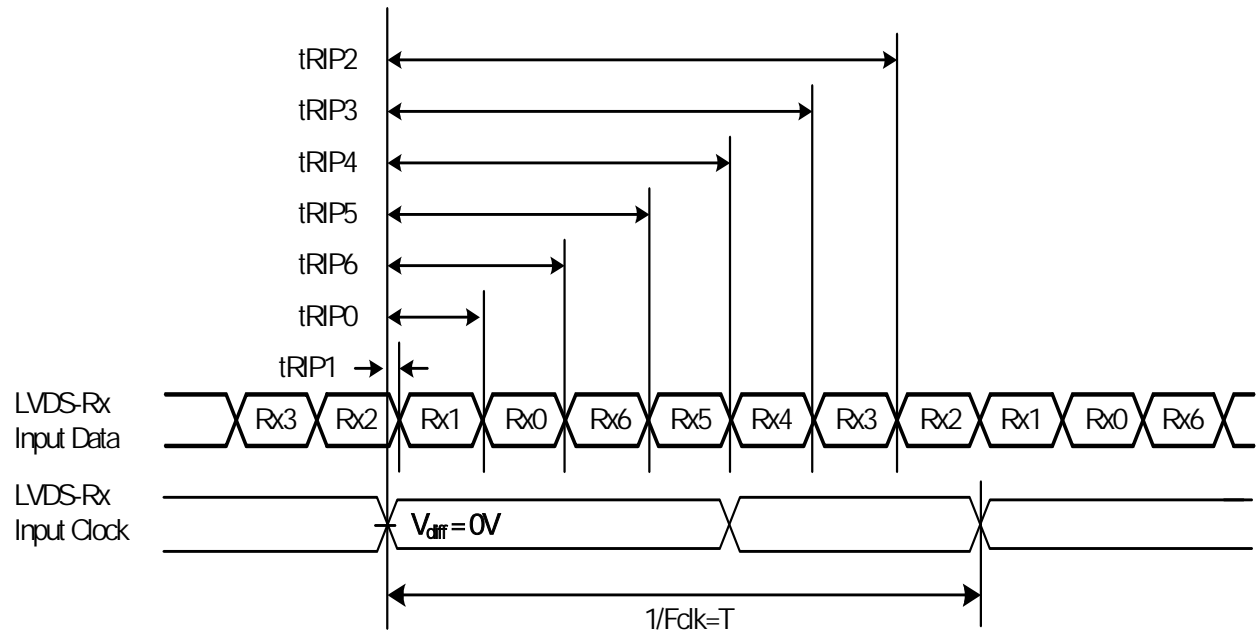 tRIP2
tRIP3
tRIP4
tRIP5
tRIP6
tRIP0
tRIP1
LVDS-Rx
Input Data
Rx3 Rx2 Rx1 Rx0 Rx6 Rx5 Rx4 Rx3 Rx2 Rx1 Rx0 Rx6
LVDS-Rx
Input Clock
Vdiff = 0V
1/Fclk=T